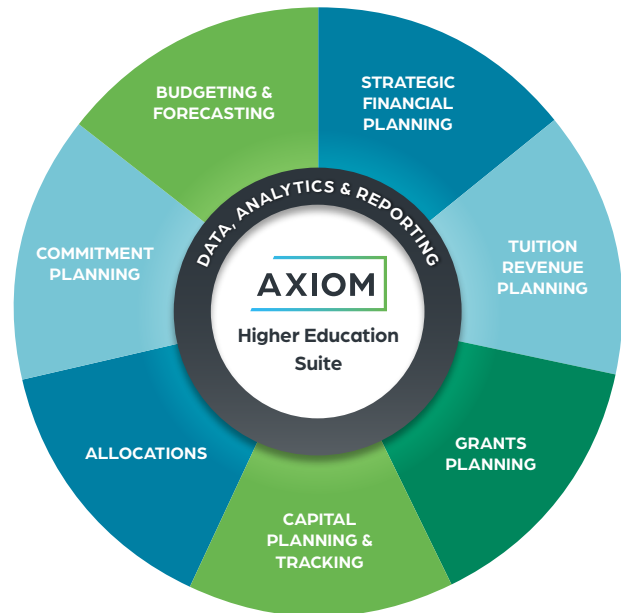 BUDGETING &
FORECASTING
STRATEGIC
FINANCIAL
PLANNING
COMMITMENT
PLANNING
DATA, ANALYTICS & REPORTING
TUITION
REVENUE
PLANNING
AXIOM
Higher Education
Suite
ALLOCATIONS
GRANTS
PLANNING
CAPITAL
PLANNING &
TRACKING